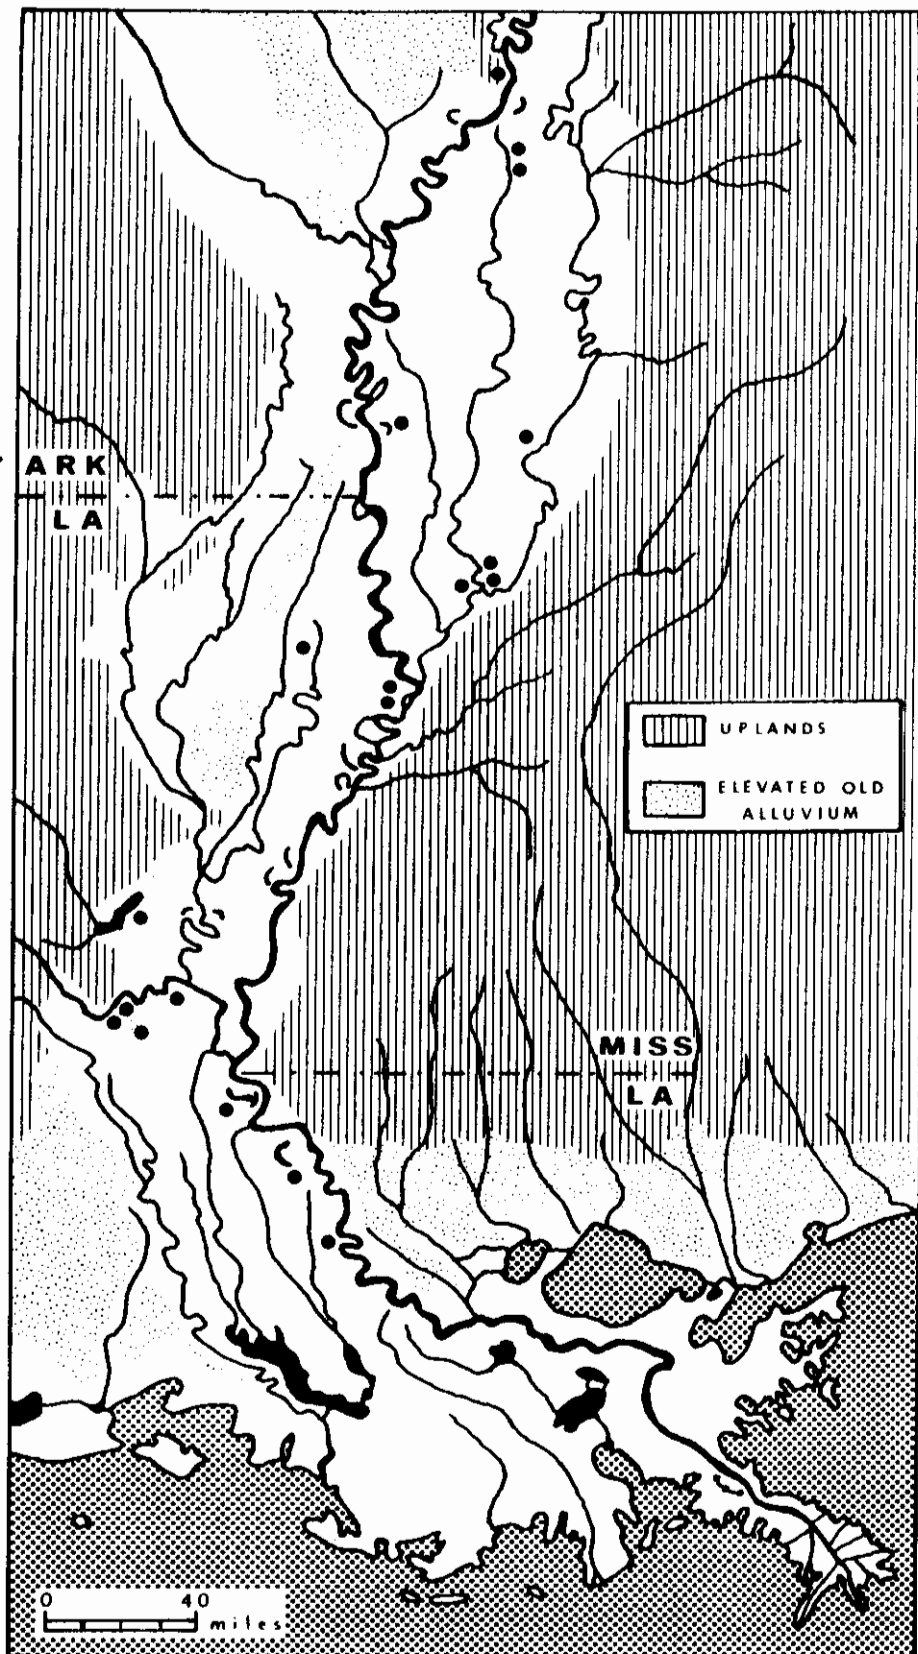 ARK
LA
UPLANDS
ELEVATED OLD
ALLUVIUM
MISS
LA
0 40
miles